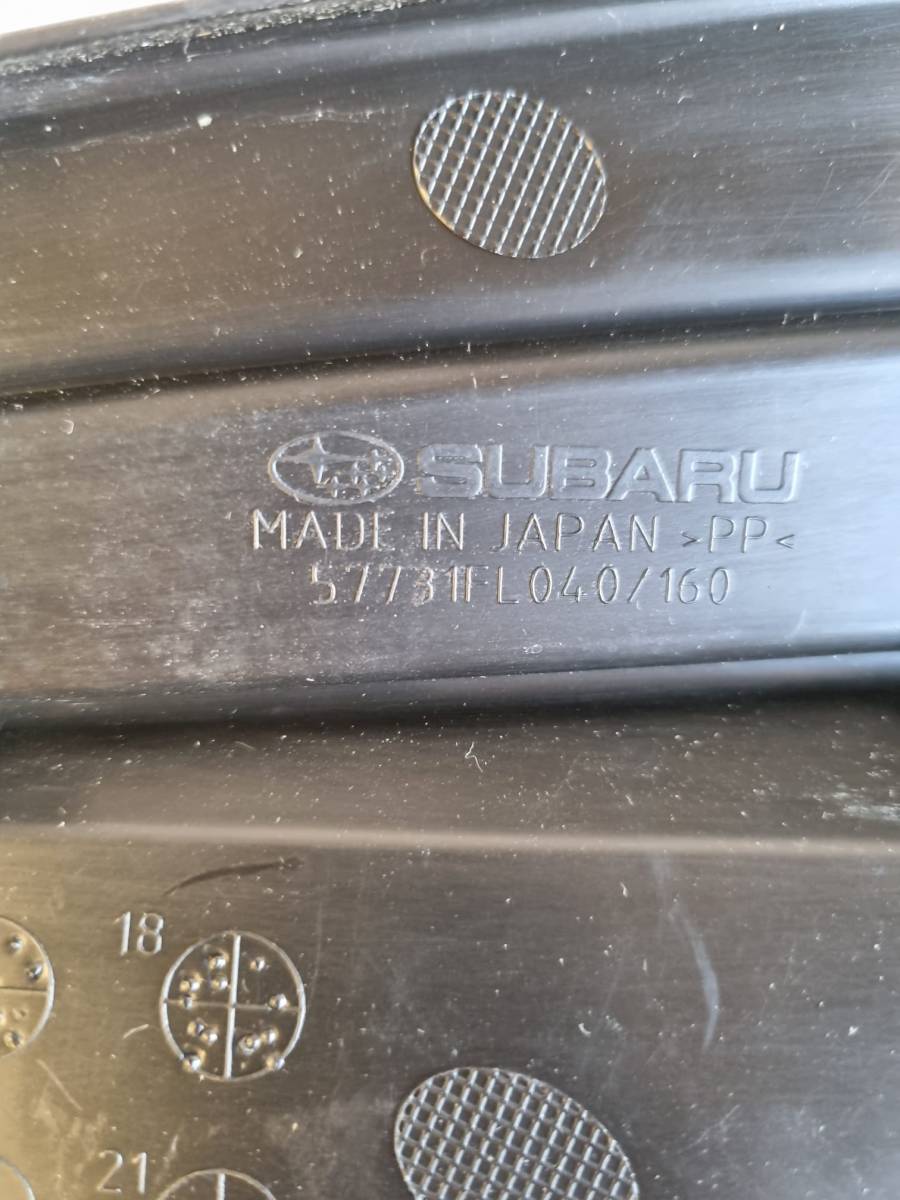 SUBARU
MADE IN JAPAN >PP<
57731FL040/160
18
21